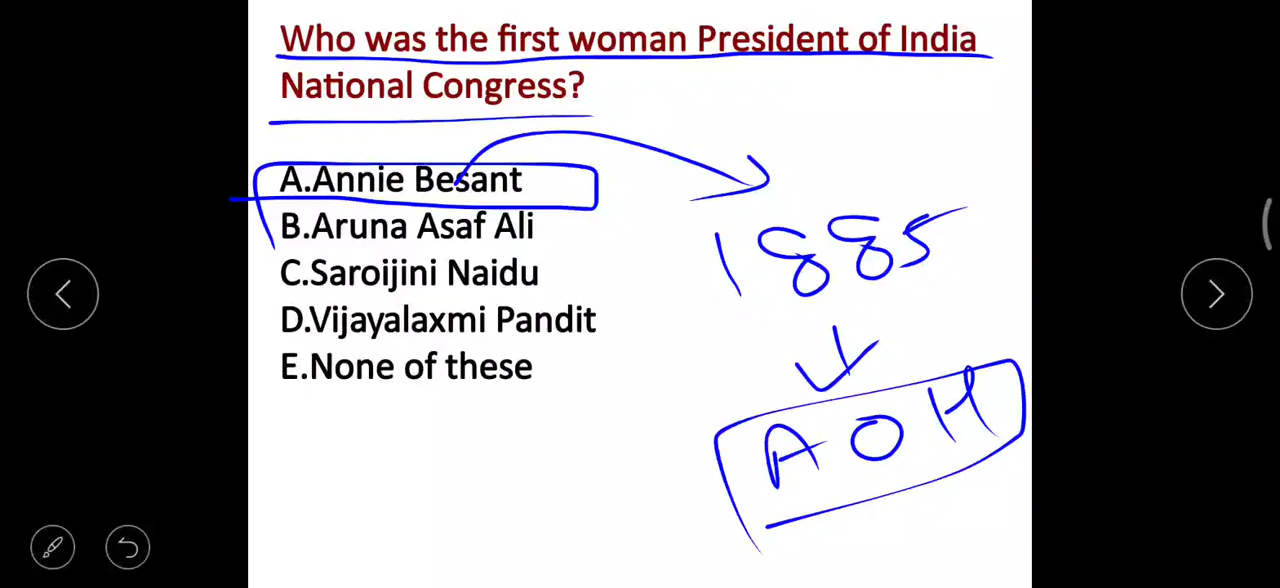 Who was the first woman President of India
National Congress?
A.Annie Besant
B.Aruna Asaf Ali
C.Saroijini Naidu
D.Vijayalaxmi Pandit
E.None of these
1885
AOH